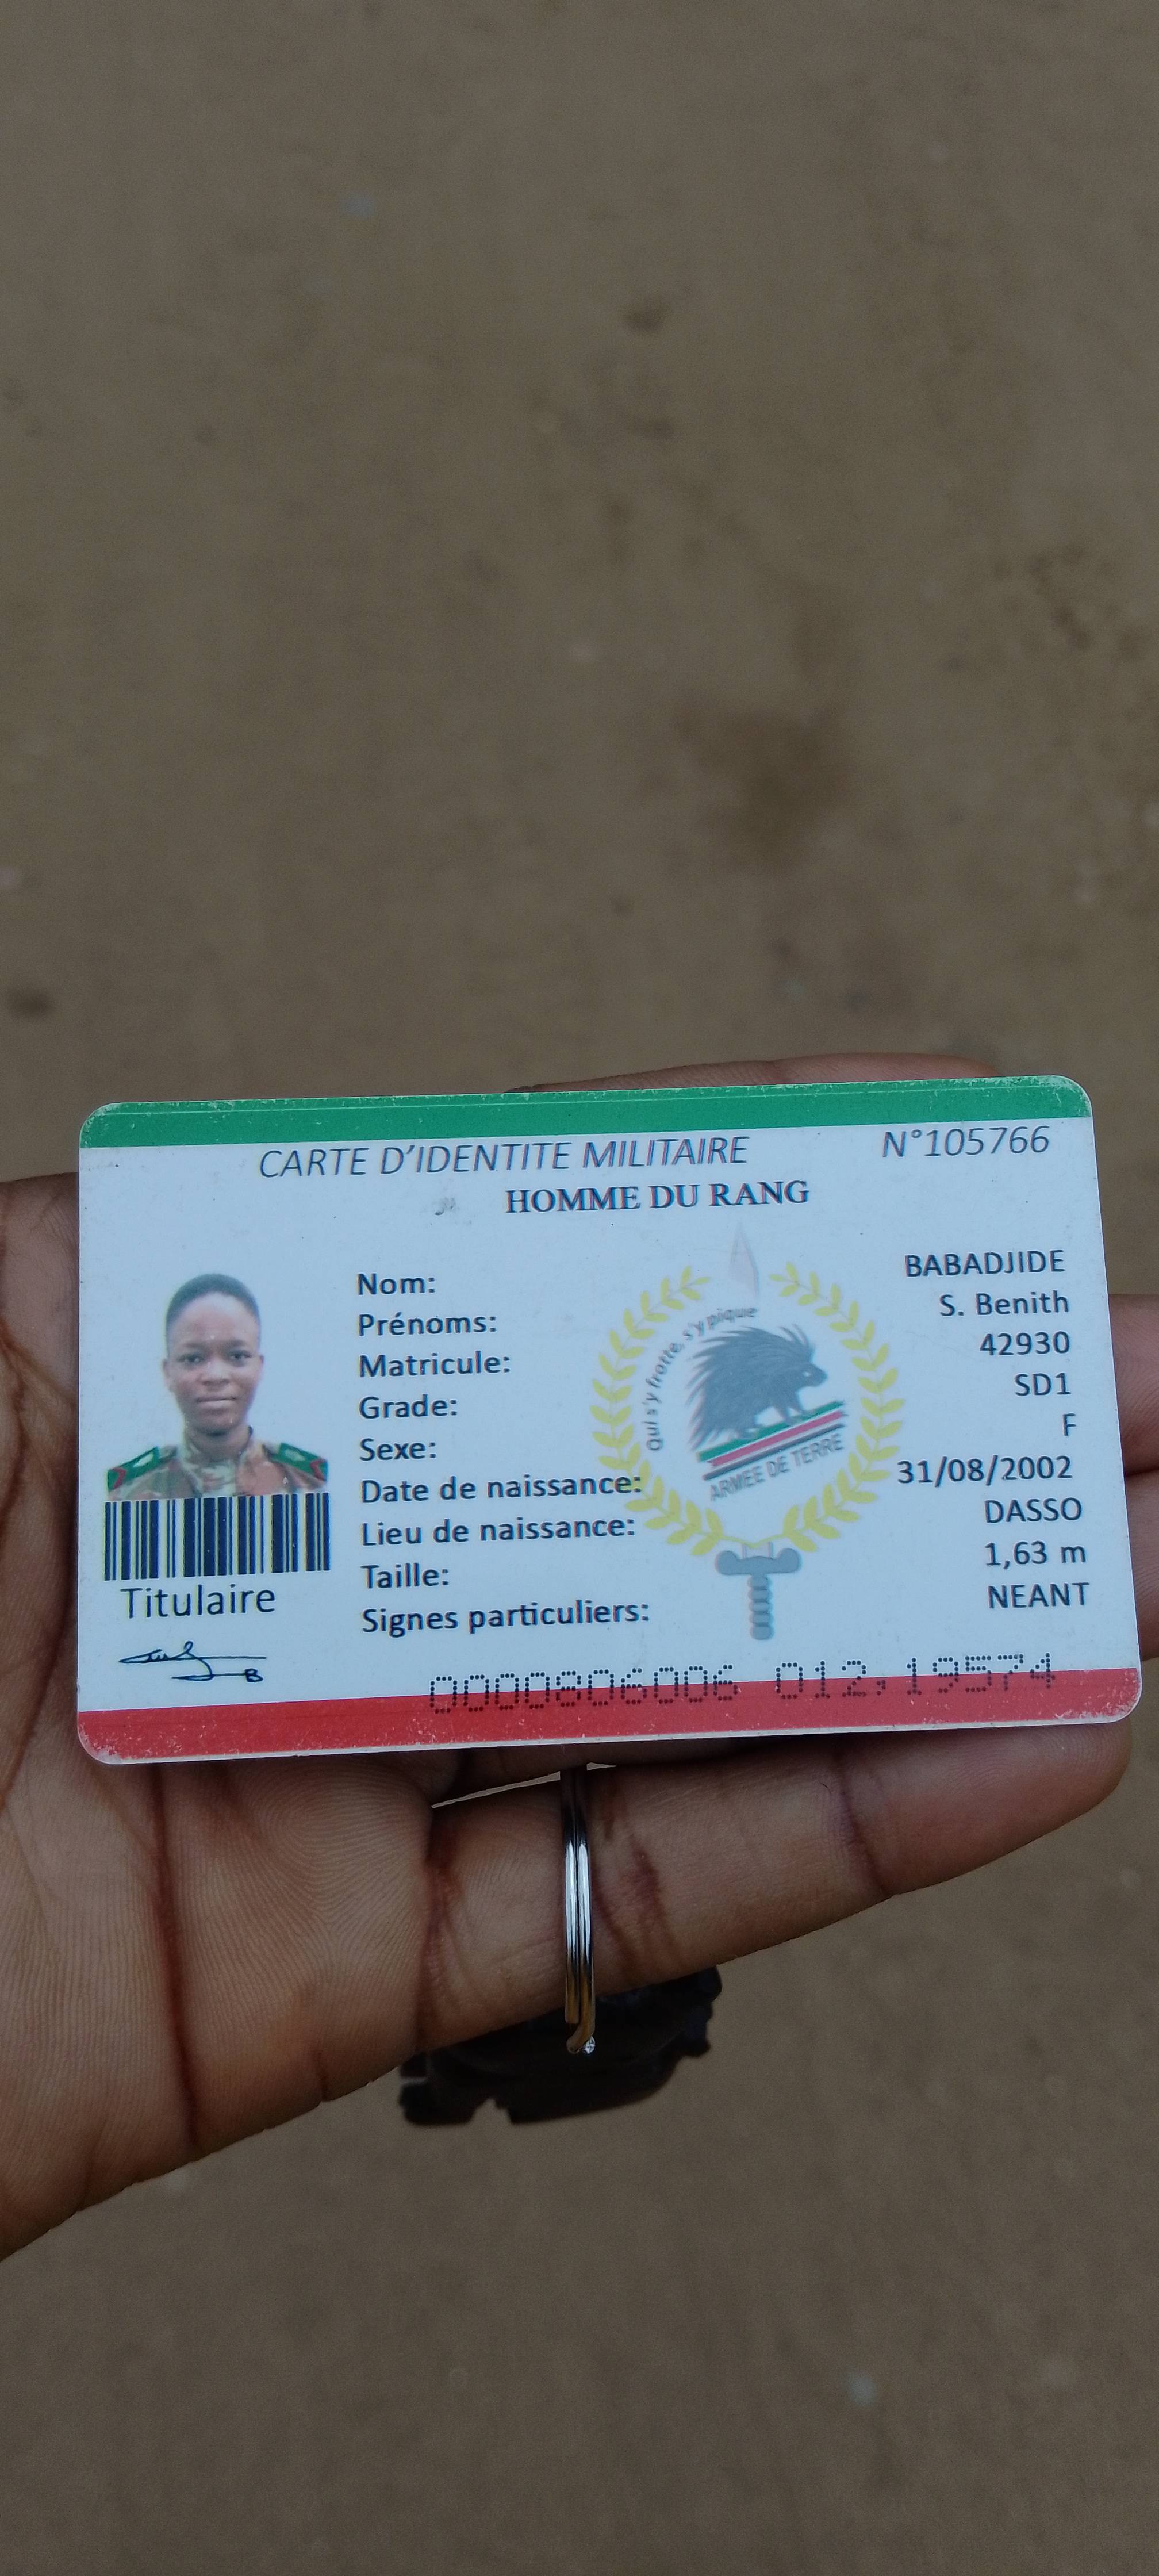 CARTE D'IDENTITE MILITAIRE N°105766
HOMME DU RANG
Nom: BABADJIDE
Prénoms: S. Benith
Matricule: 42930
Grade: SD1
Sexe: F
Date de naissance: 31/08/2002
Lieu de naissance: DASSO
Taille: 1,63 m
Signes particuliers: NEANT
Qui s'y frotte, s'y pique
ARMEE DE TERRE
Titulaire
B
0000806006 012,19574